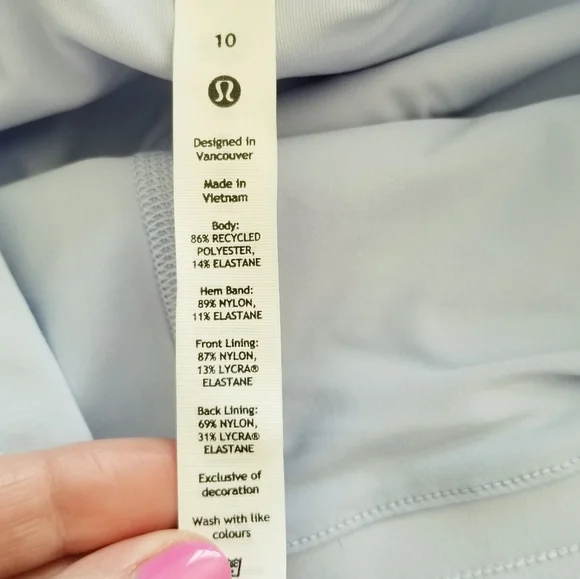 10
Designed in
Vancouver
Made in
Vietnam
Body:
86% RECYCLED
POLYESTER,
14% ELASTANE
Hem Band:
89% NYLON,
11% ELASTANE
Front Lining:
87% NYLON,
13% LYCRA®
ELASTANE
Back Lining:
69% NYLON,
31% LYCRA®
ELASTANE
Exclusive of
decoration
Wash with like
colours